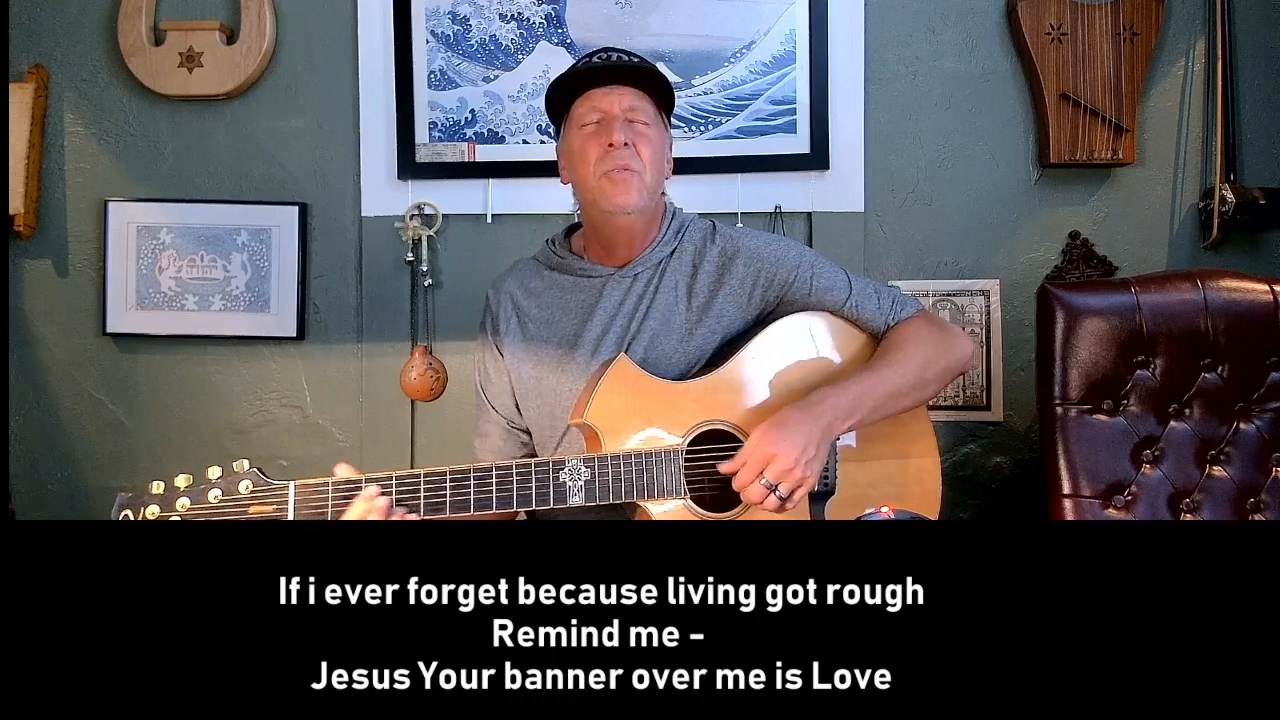 If i ever forget because living got rough
Remind me -
Jesus Your banner over me is Love